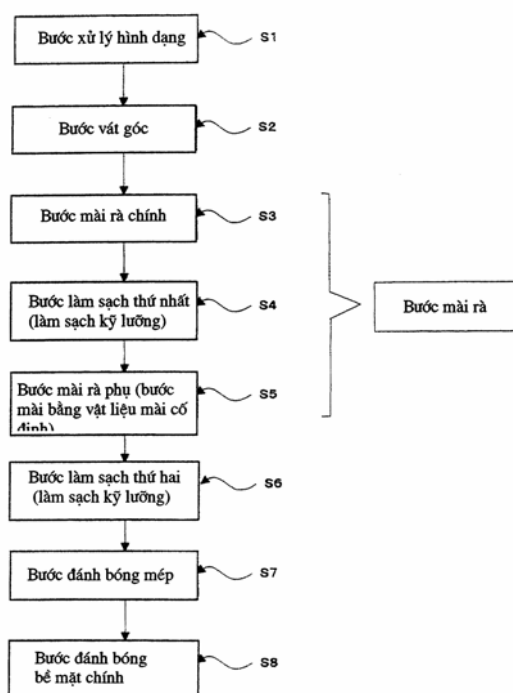 Bước xử lý hình dạng
S1
Bước vát góc
S2
Bước mài rà chính
S3
Bước làm sạch thứ nhất
(làm sạch kỹ lưỡng)
S4
Bước mài rà
Bước mài rà phụ (bước
mài bằng vật liệu mài cố
định)
S5
Bước làm sạch thứ hai
(làm sạch kỹ lưỡng)
S6
Bước đánh bóng mép
S7
Bước đánh bóng
bề mặt chính
S8